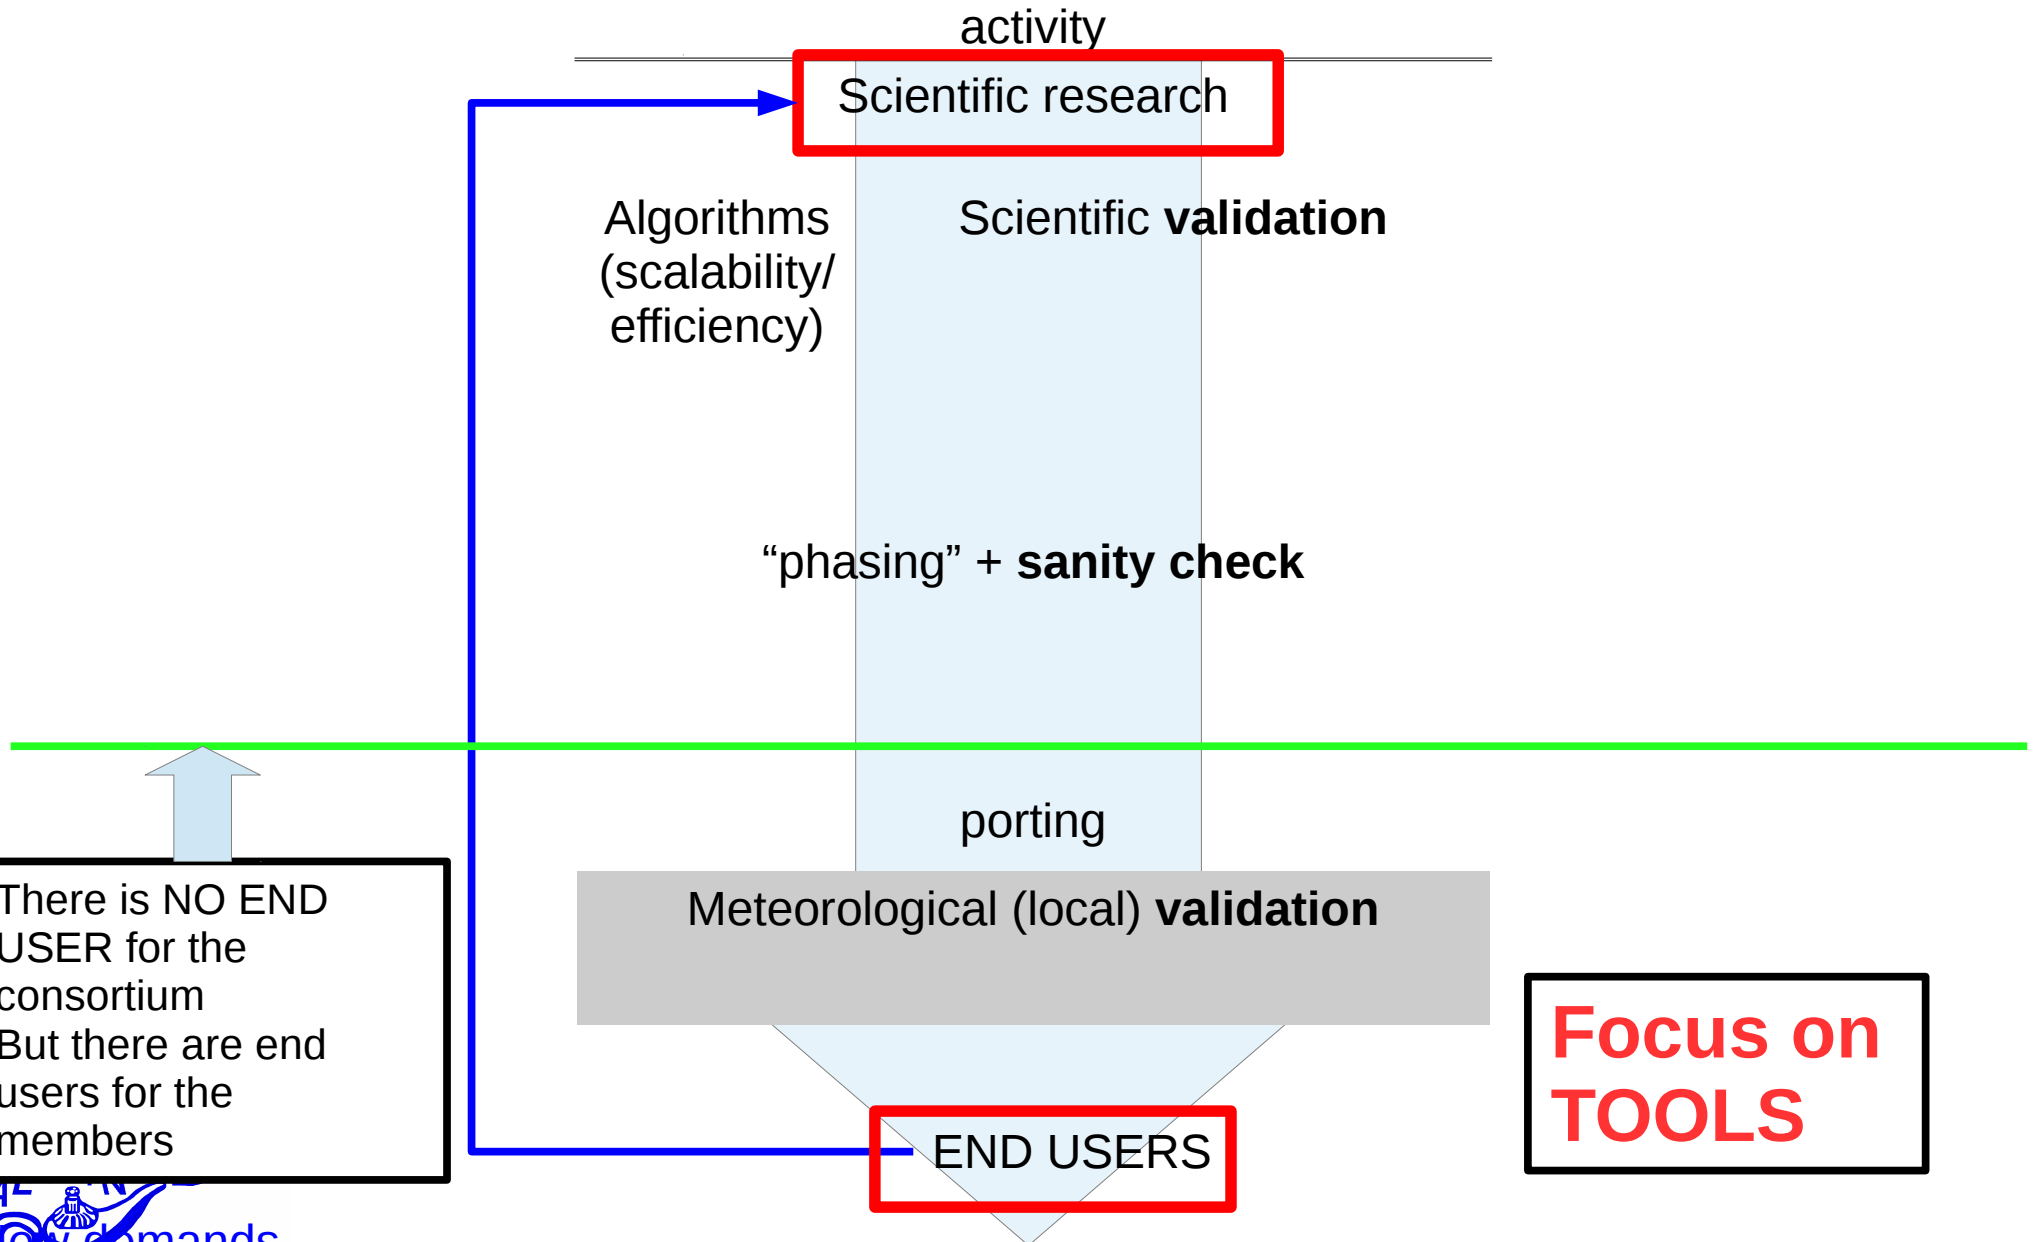 activity
Scientific research
Algorithms
(scalability/
efficiency)
Scientific validation
“phasing” + sanity check
porting
Meteorological (local) validation
There is NO END
USER for the
consortium
But there are end
users for the
members
Focus on
TOOLS
END USERS
demands